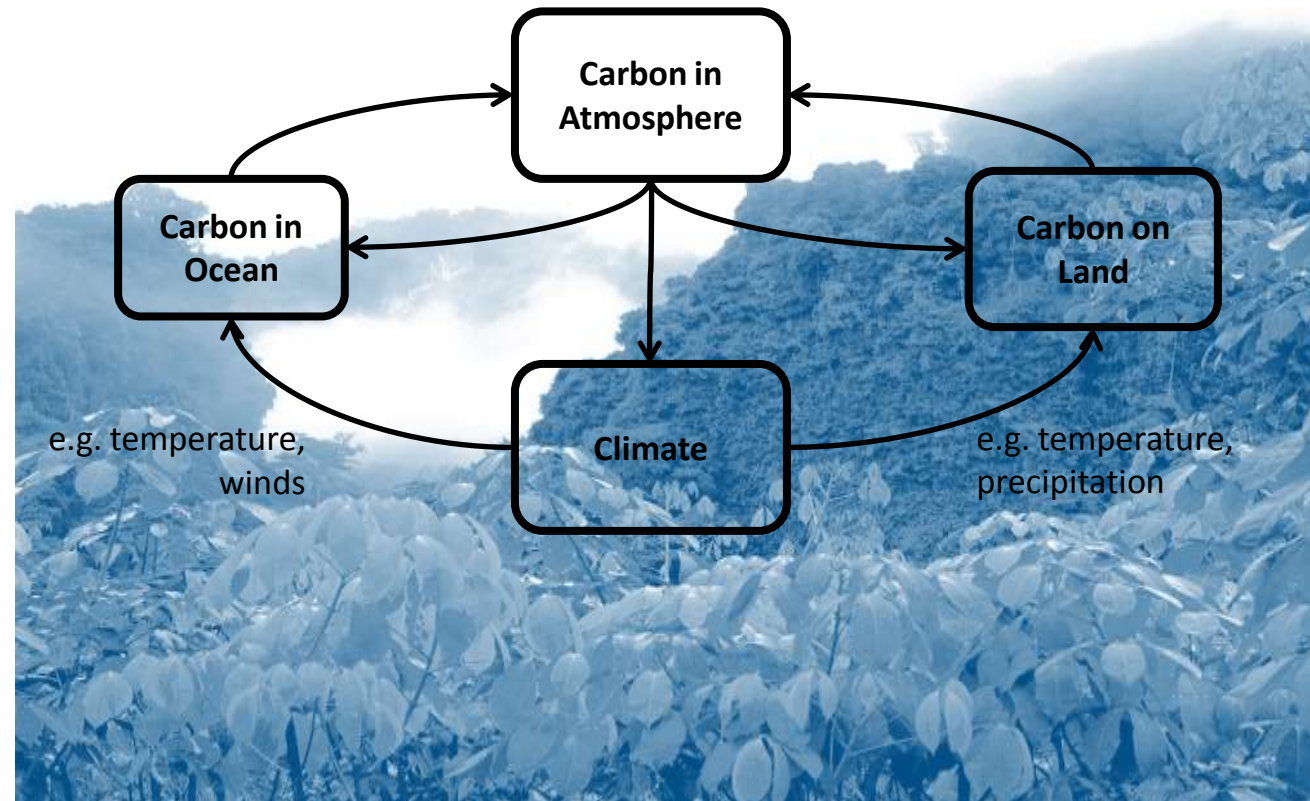 Carbon in
Atmosphere
Carbon in
Ocean
Carbon on
Land
Climate
e.g. temperature,
winds
e.g. temperature,
precipitation